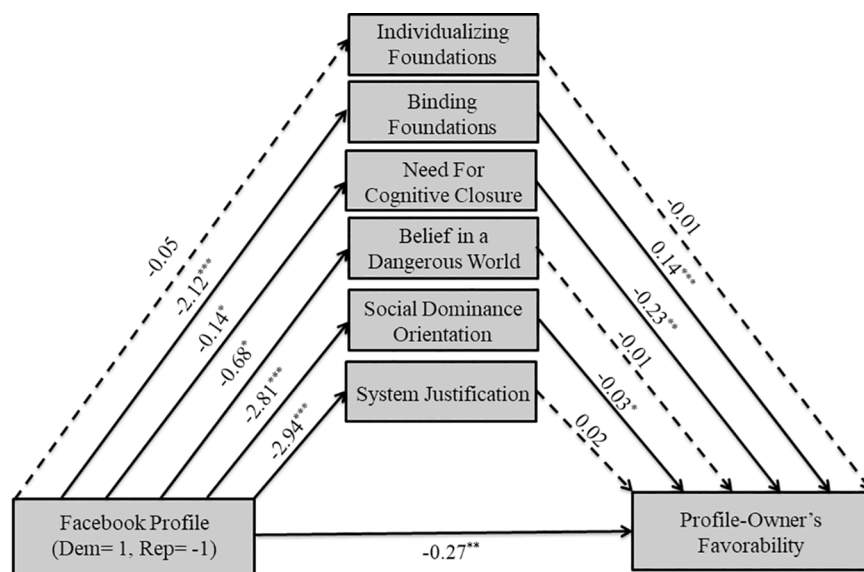 Individualizing
Foundations
Binding
Foundations
Need For
Cognitive Closure
Belief in a
Dangerous World
Social Dominance
Orientation
System Justification
-0.05
-2.12***
-0.14*
-0.68*
-2.81***
-2.94***
-0.01
0.14***
-0.23**
-0.01
-0.03*
0.02
Facebook Profile
(Dem= 1, Rep= -1)
-0.27**
Profile-Owner’s
Favorability